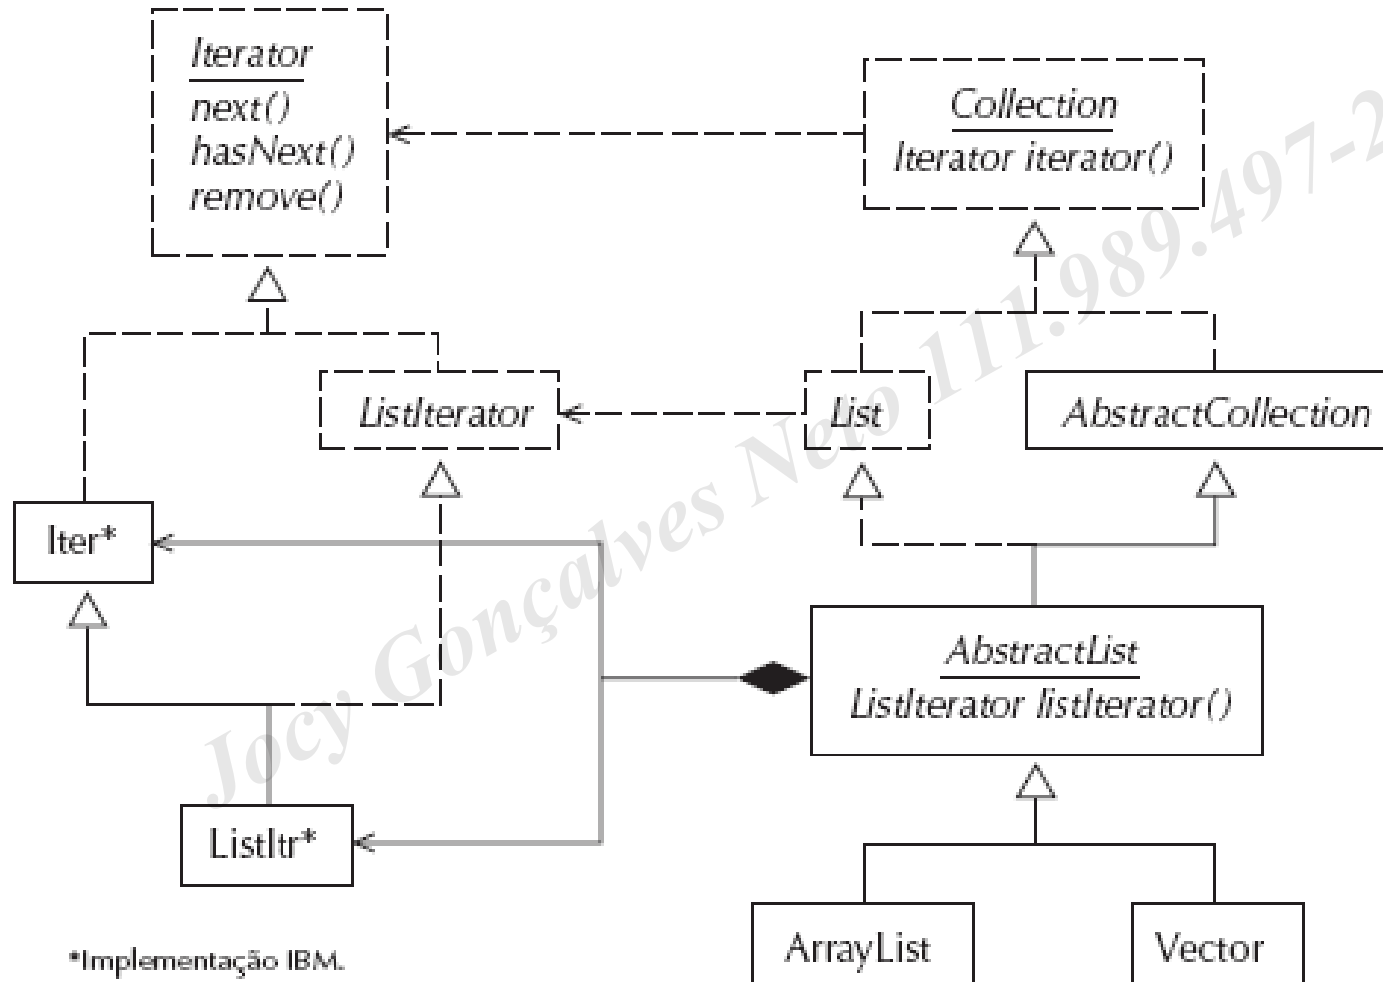 Iterator
next()
hasNext()
remove()
Collection
Iterator iterator()
ListIterator
List
AbstractCollection
Iter*
AbstractList
ListIterator listIterator()
ListItr*
ArrayList
Vector
*Implementação IBM.
Jocy Gonçalves Neto 111.989.497-2